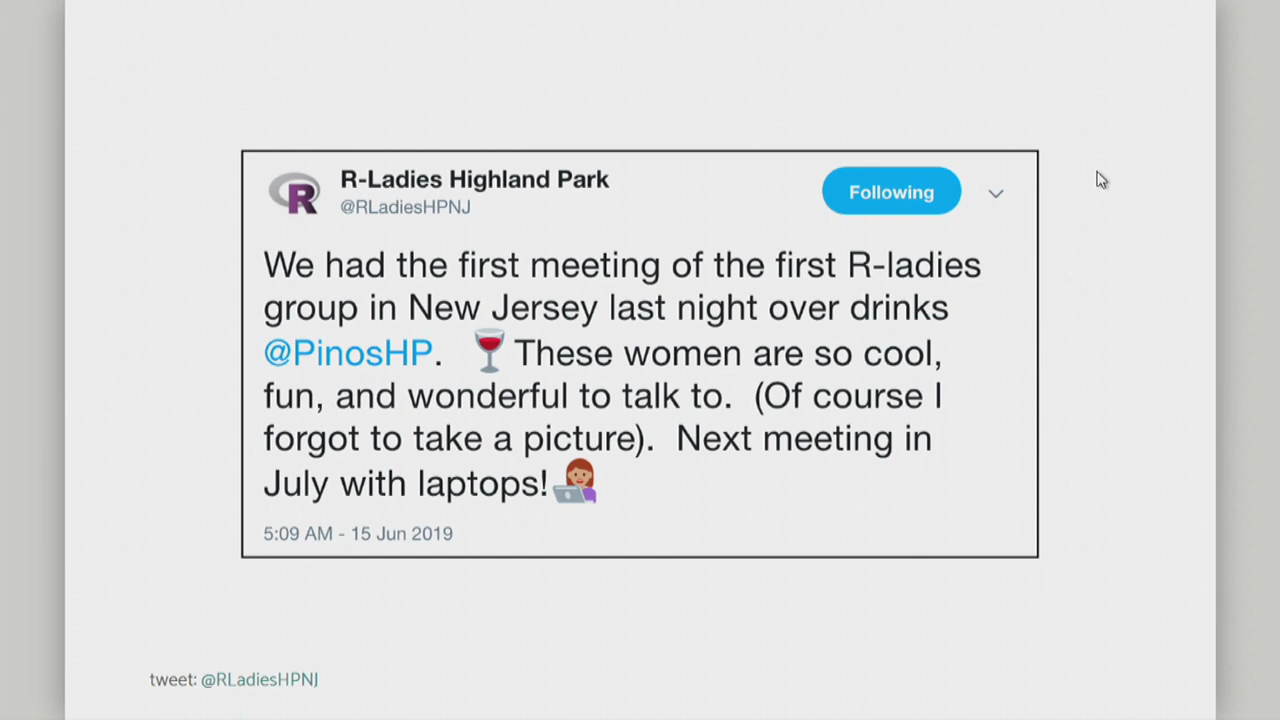 R
R-Ladies Highland Park
@RLadiesHPNJ
Following
We had the first meeting of the first R-ladies
group in New Jersey last night over drinks
@PinosHP. 🍷These women are so cool,
fun, and wonderful to talk to. (Of course I
forgot to take a picture). Next meeting in
July with laptops!👩🏽‍💻
5:09 AM - 15 Jun 2019
tweet: @RLadiesHPNJ